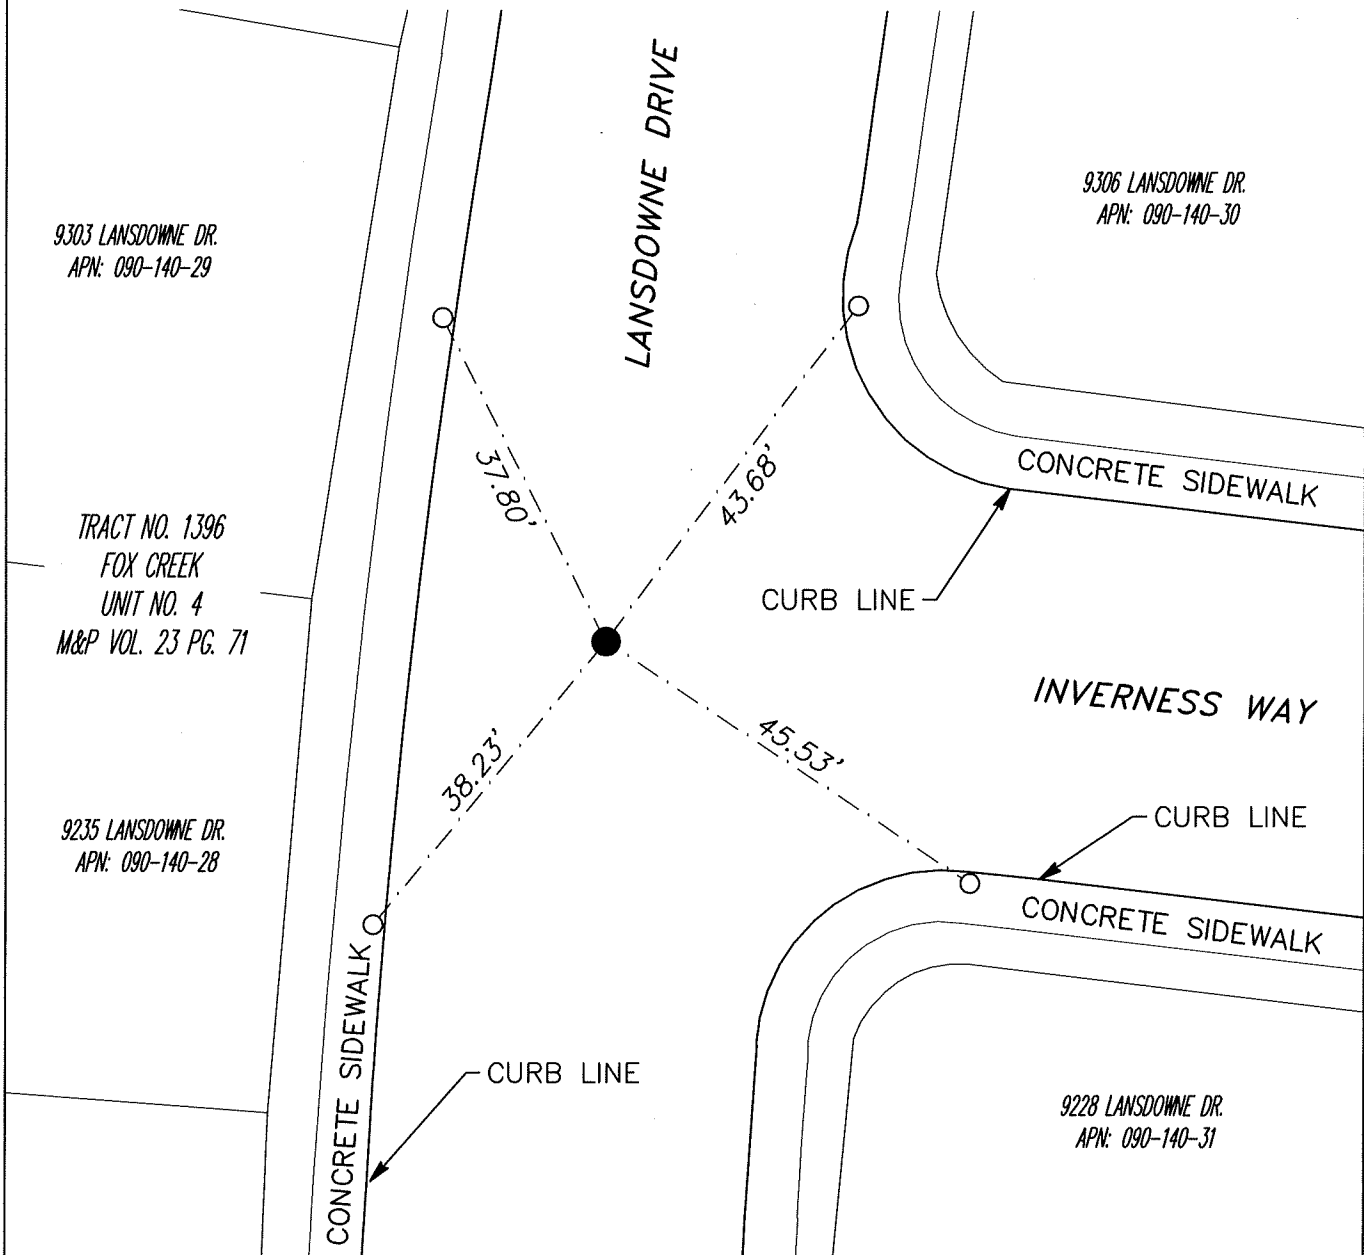 LANSDOWNE DRIVE
9306 LANSDOWNE DR.
APN: 090-140-30
9303 LANSDOWNE DR.
APN: 090-140-29
37.80'
43.68'
CONCRETE SIDEWALK
TRACT NO. 1396
FOX CREEK
UNIT NO. 4
M&P VOL. 23 PG. 71
CURB LINE
INVERNESS WAY
38.23'
45.53'
9235 LANSDOWNE DR.
APN: 090-140-28
CURB LINE
CONCRETE SIDEWALK
CONCRETE SIDEWALK
CURB LINE
9228 LANSDOWNE DR.
APN: 090-140-31